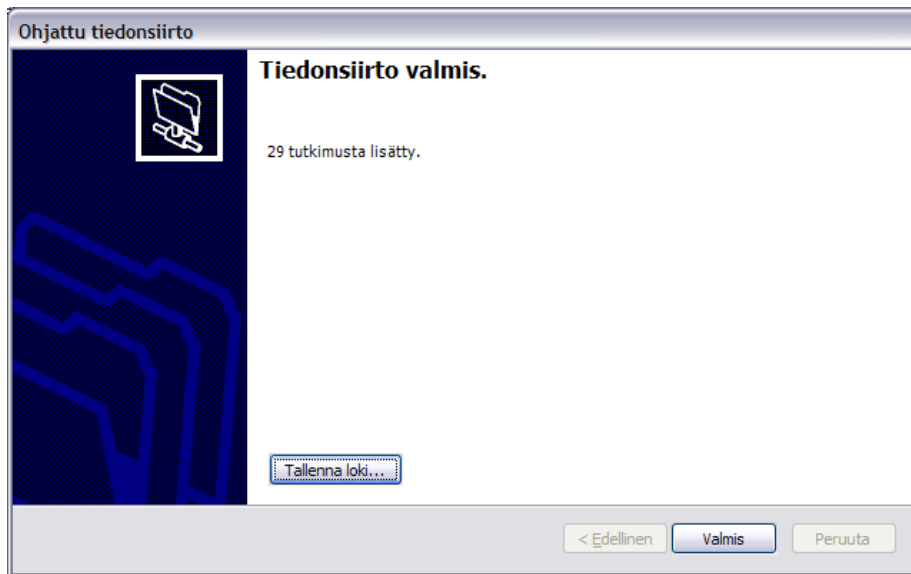 Ohjattu tiedonsiirto
Tiedonsiirto valmis.
29 tutkimusta lisätty.
Tallenna loki...
< Edellinen
Valmis
Peruuta